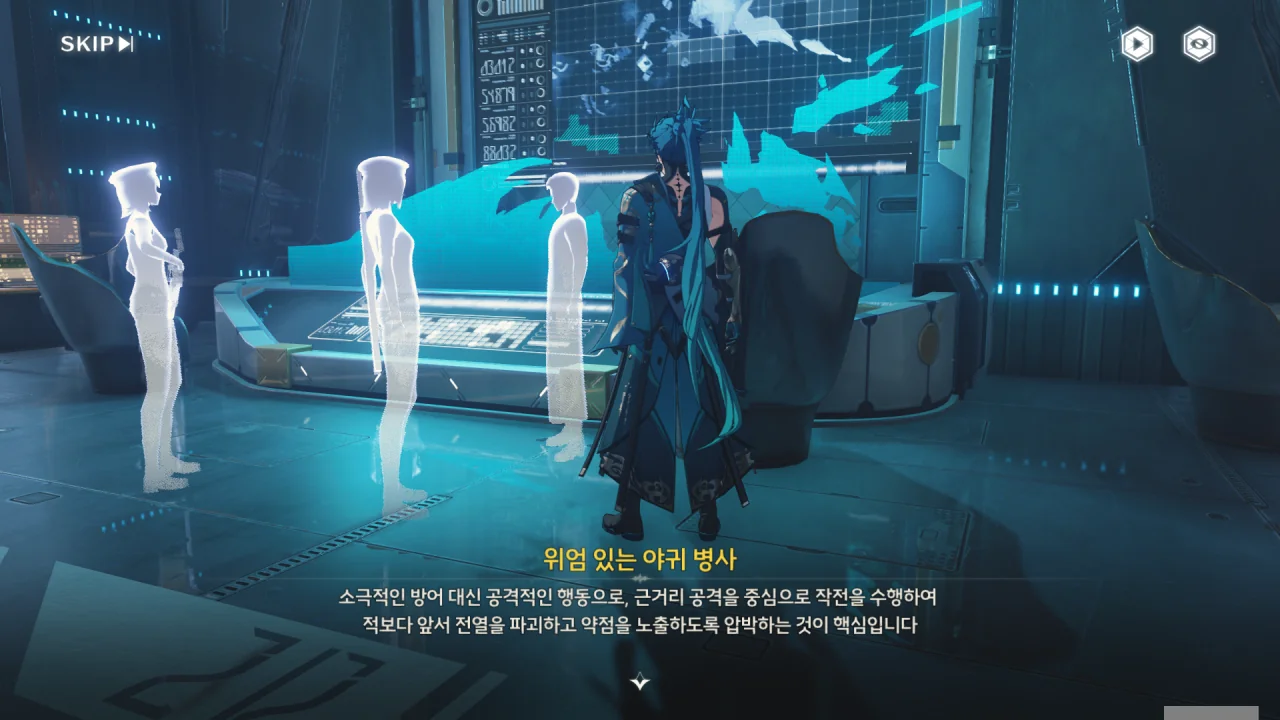 SKIP
위엄 있는 야귀 병사
소극적인 방어 대신 공격적인 행동으로, 근거리 공격을 중심으로 작전을 수행하여
적보다 앞서 전열을 파괴하고 약점을 노출하도록 압박하는 것이 핵심입니다